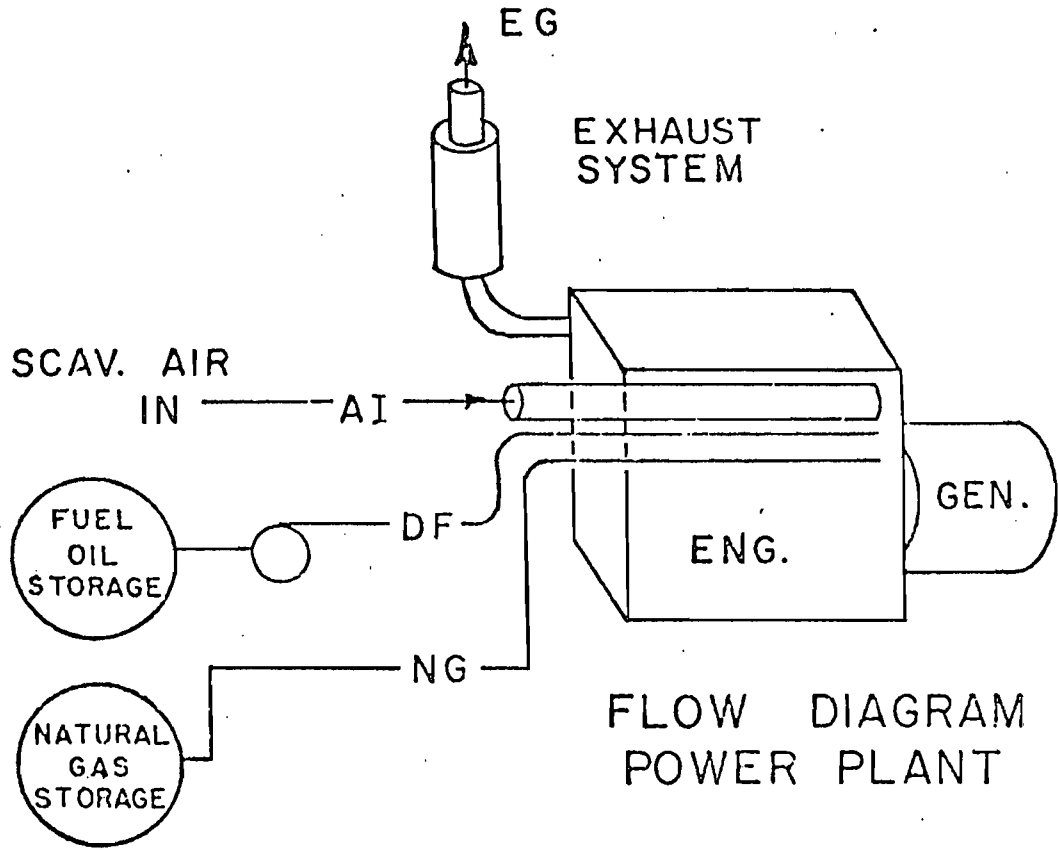 EG
EXHAUST
SYSTEM
SCAV. AIR
IN
AI
FUEL
OIL
STORAGE
DF
GEN.
ENG.
NG
NATURAL
GAS
STORAGE
FLOW DIAGRAM
POWER PLANT